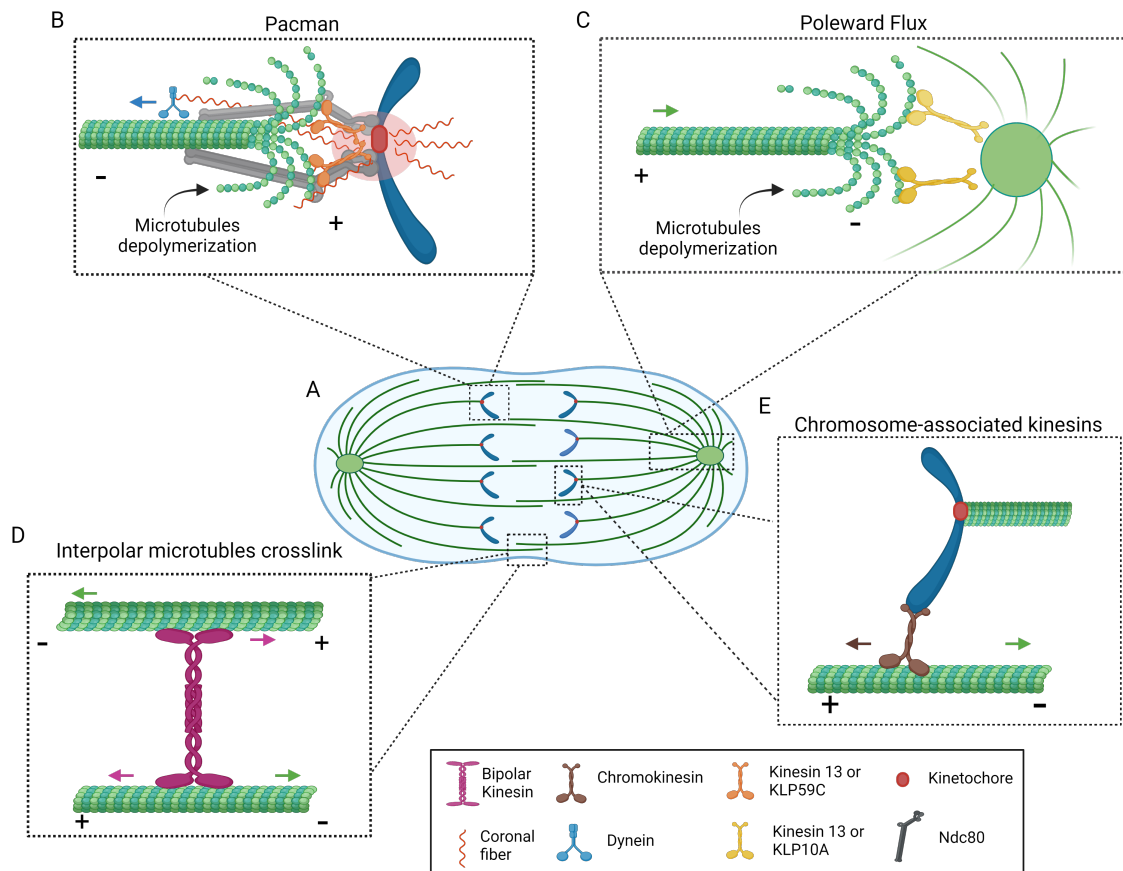 B
Pacman
-
+
Microtubules
depolymerization
C
Poleward Flux
+
-
Microtubules
depolymerization
A
E
Chromosome-associated kinesins
+
-
D
Interpolar microtubles crosslink
-
+
+
-
Bipolar
Kinesin
Chromokinesin
Kinesin 13 or
KLP59C
Kinetochore
Coronal
fiber
Dynein
Kinesin 13 or
KLP10A
Ndc80